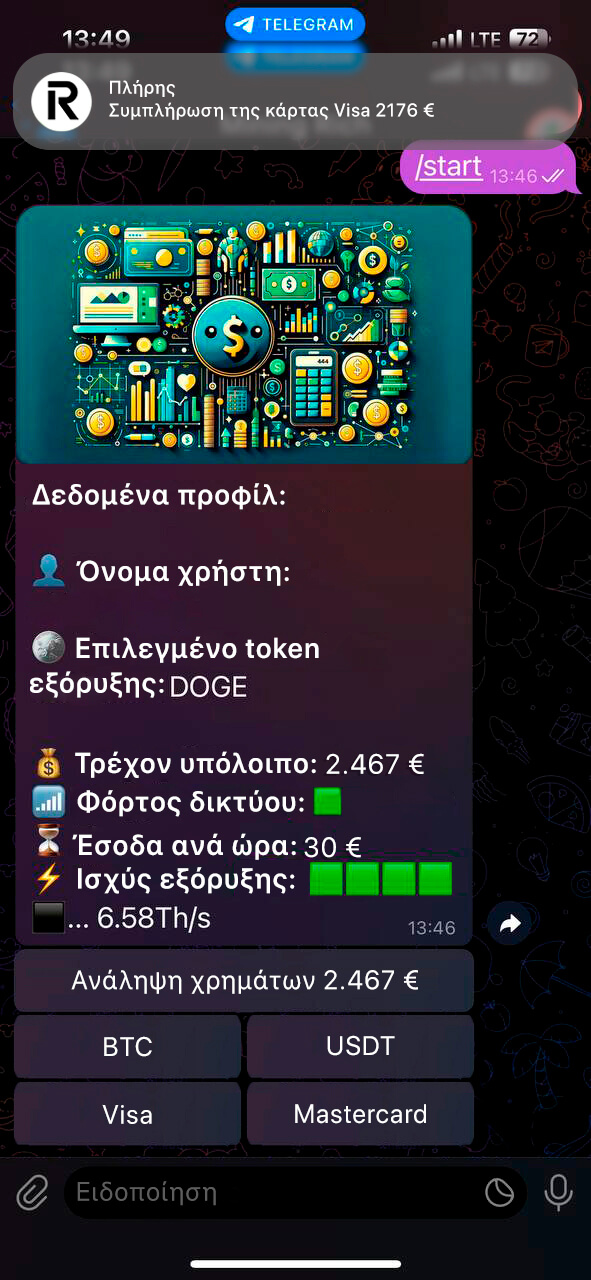 13:49
TELEGRAM
LTE 72
Πλήρης
Συμπλήρωση της κάρτας Visa 2176 €
/start 13:46
Δεδομένα προφίλ:
Όνομα χρήστη:
Επιλεγμένο token
εξόρυξης: DOGE
Τρέχον υπόλοιπο: 2.467 €
Φόρτος δικτύου:
Έσοδα ανά ώρα: 30 €
Ισχύς εξόρυξης:
... 6.58Th/s
13:46
Ανάληψη χρημάτων 2.467 €
BTC
USDT
Visa
Mastercard
Ειδοποίηση